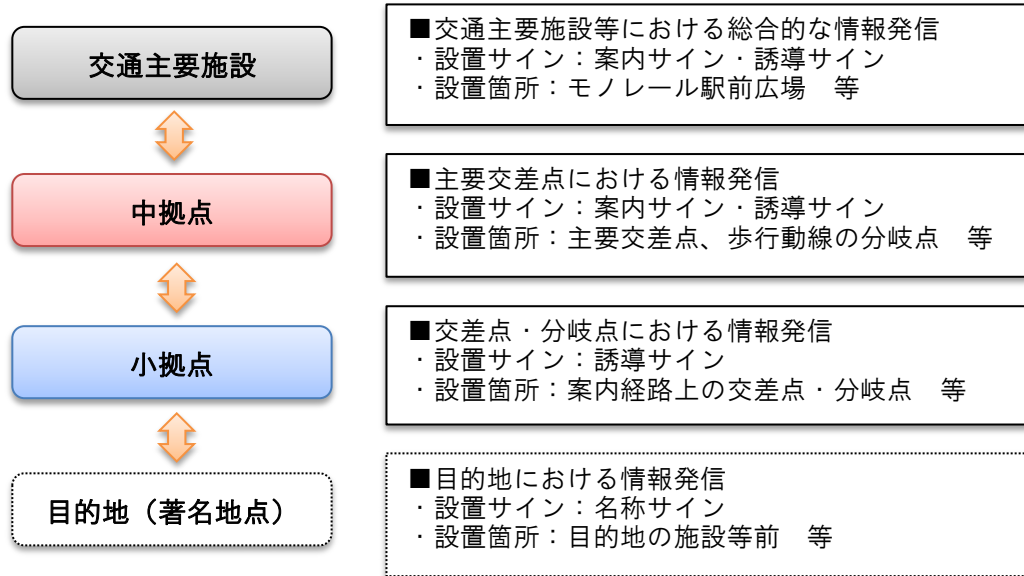 交通主要施設
■交通主要施設等における総合的な情報発信
・設置サイン：案内サイン・誘導サイン
・設置箇所：モノレール駅前広場　等
中拠点
■主要交差点における情報発信
・設置サイン：案内サイン・誘導サイン
・設置箇所：主要交差点、歩行動線の分岐点　等
小拠点
■交差点・分岐点における情報発信
・設置サイン：誘導サイン
・設置箇所：案内経路上の交差点・分岐点　等
目的地（著名地点）
■目的地における情報発信
・設置サイン：名称サイン
・設置箇所：目的地の施設等前　等